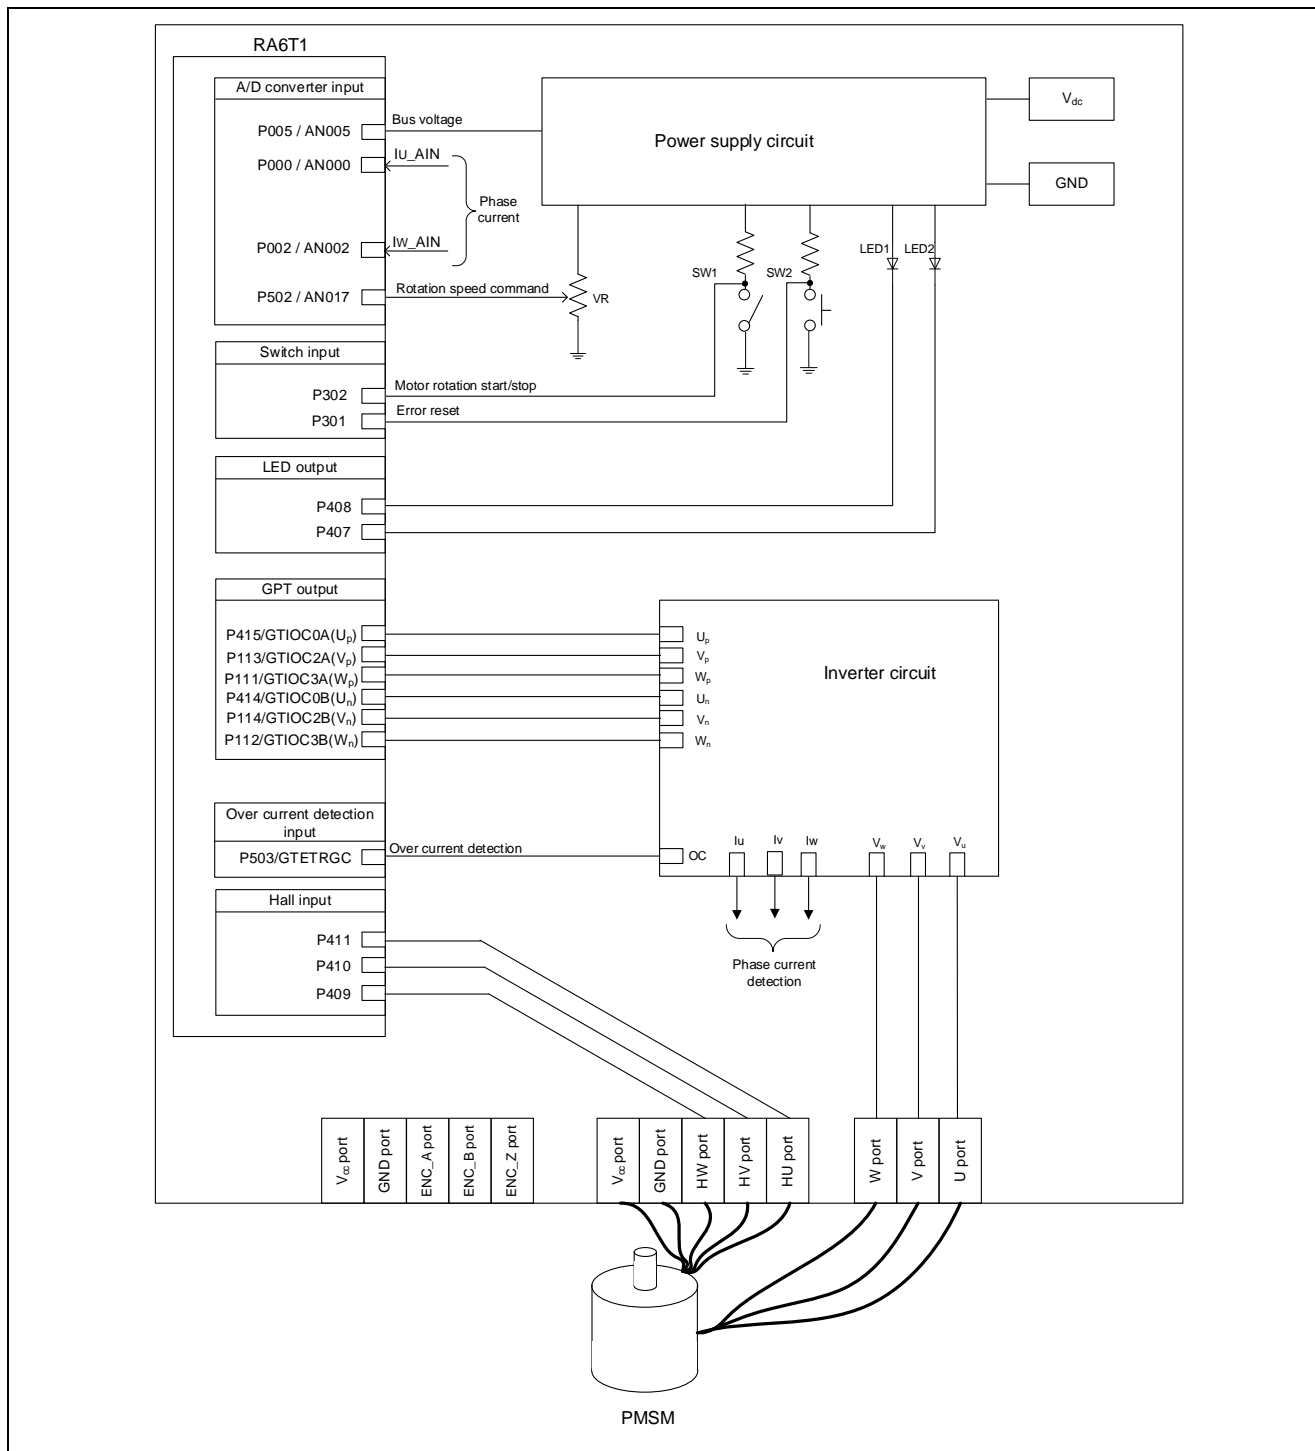 RA6T1
A/D converter input
P005 / AN005
Bus voltage
P000 / AN000
IU_AIN
Phase
current
P002 / AN002
IW_AIN
P502 / AN017
Rotation speed command
VR
Power supply circuit
Vdc
GND
SW1
SW2
LED1
LED2
Switch input
P302
Motor rotation start/stop
P301
Error reset
LED output
P408
P407
GPT output
P415/GTIOC0A(Up)
P113/GTIOC2A(Vp)
P111/GTIOC3A(Wp)
P414/GTIOC0B(Un)
P114/GTIOC2B(Vn)
P112/GTIOC3B(Wn)
Up
Vp
Wp
Un
Vn
Wn
Inverter circuit
Over current detection
input
P503/GTETRGC
Over current detection
OC
Iu
Iv
Iw
Vw
Vv
Vu
Phase current
detection
Hall input
P411
P410
P409
Vcc port
GND port
ENC_A port
ENC_B port
ENC_Z port
Vcc port
GND port
HW port
HV port
HU port
W port
V port
U port
PMSM